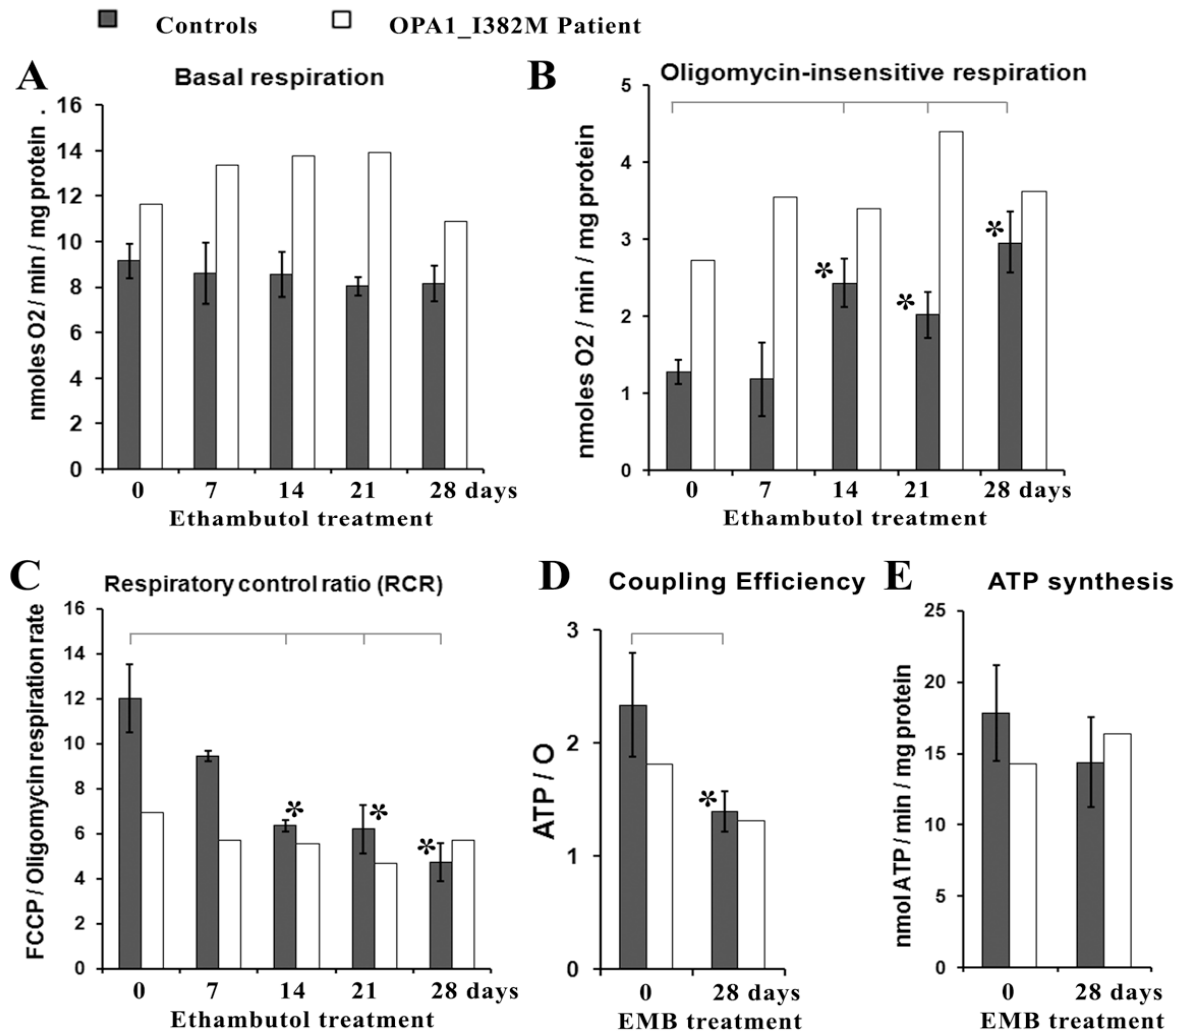 Controls OPA1_I382M Patient
A Basal respiration
nmoles O2 / min / mg protein .
16
14
12
10
8
6
4
2
0
0 7 14 21 28 days
Ethambutol treatment
B Oligomycin-insensitive respiration
nmoles O2 / min / mg protein
5
4
3
2
1
0
* * *
0 7 14 21 28 days
Ethambutol treatment
C Respiratory control ratio (RCR)
FCCP / Oligomycin respiration rate
16
14
12
10
8
6
4
2
0
* * *
0 7 14 21 28 days
Ethambutol treatment
D Coupling Efficiency
ATP / O
3
2
1
0
*
0 28 days
EMB treatment
E ATP synthesis
nmol ATP / min / mg protein
25
20
15
10
5
0
0 28 days
EMB treatment